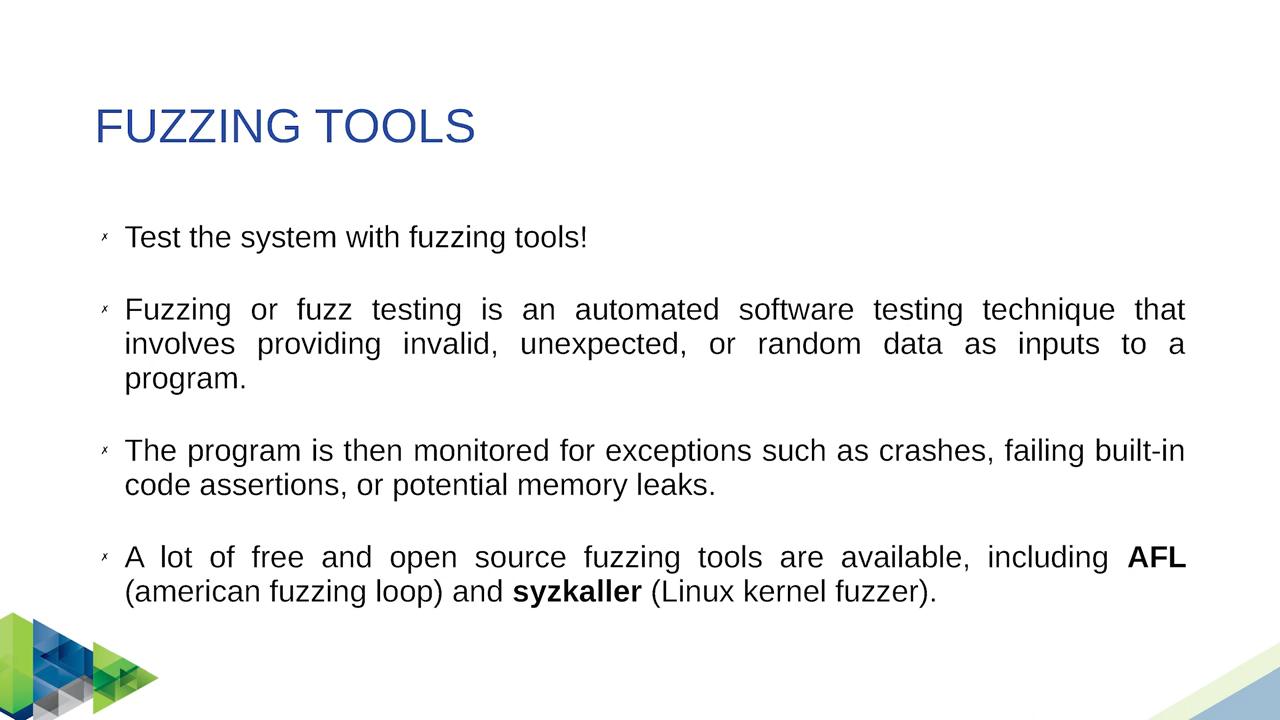 FUZZING TOOLS
✗ Test the system with fuzzing tools!
✗ Fuzzing or fuzz testing is an automated software testing technique that
involves providing invalid, unexpected, or random data as inputs to a
program.
✗ The program is then monitored for exceptions such as crashes, failing built-in
code assertions, or potential memory leaks.
✗ A lot of free and open source fuzzing tools are available, including AFL
(american fuzzing loop) and syzkaller (Linux kernel fuzzer).